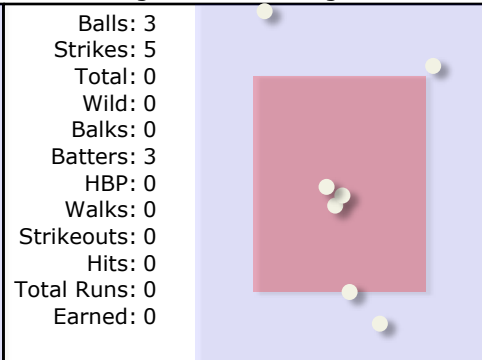 Balls: 3
Strikes: 5
Total: 0
Wild: 0
Balks: 0
Batters: 3
HBP: 0
Walks: 0
Strikeouts: 0
Hits: 0
Total Runs: 0
Earned: 0